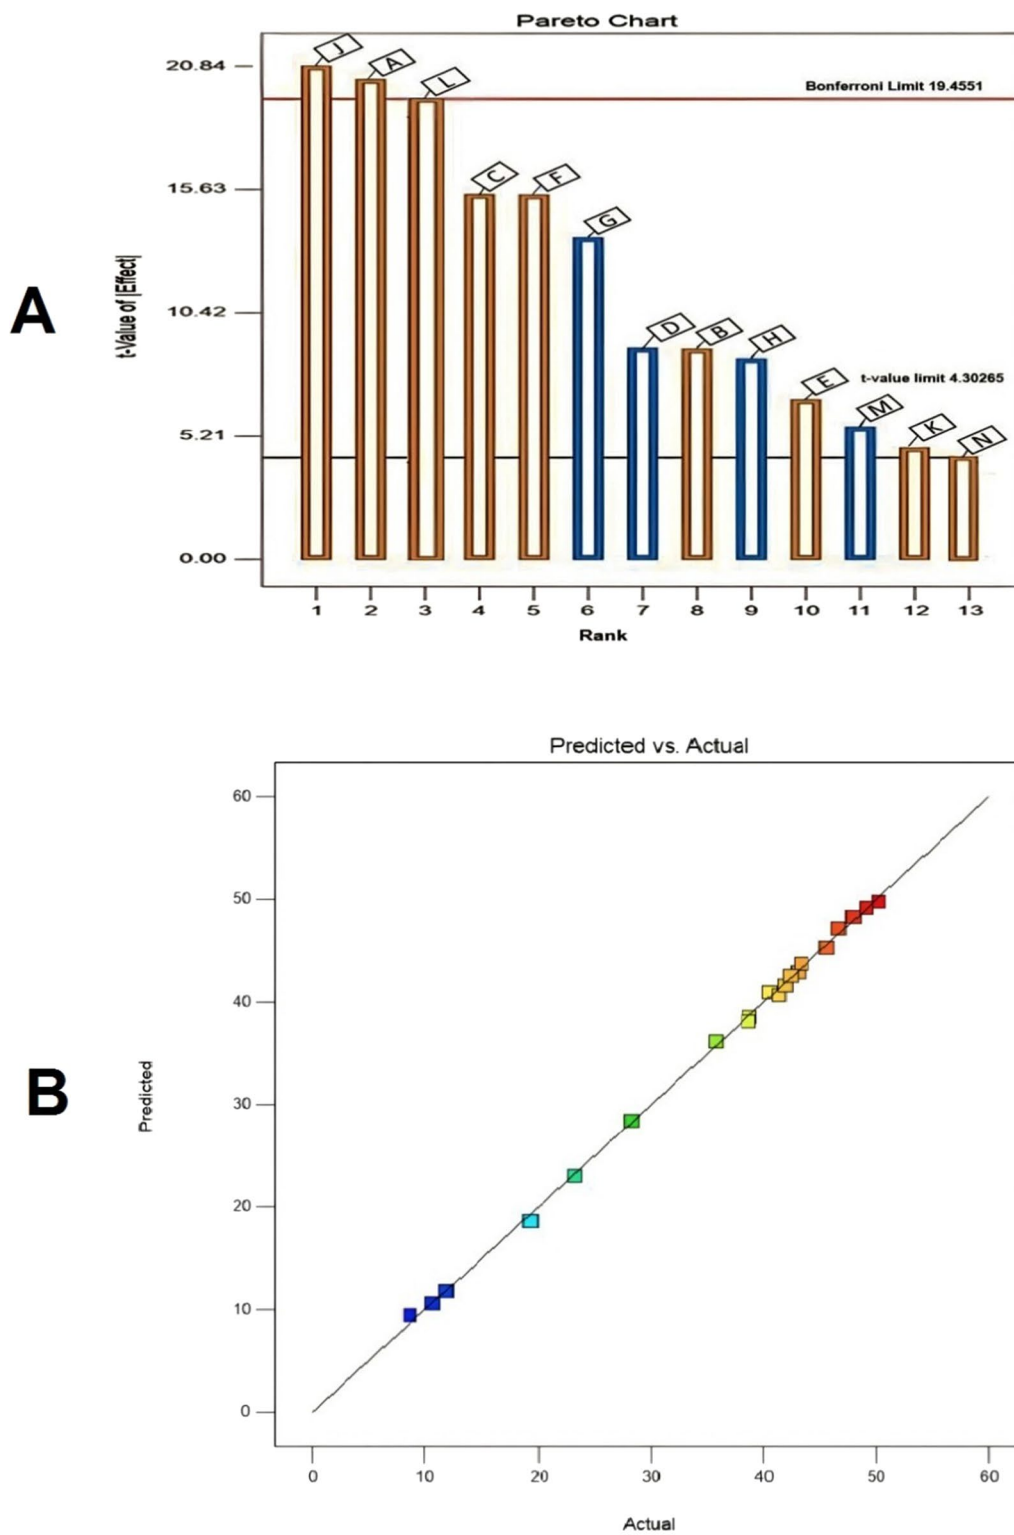 Pareto Chart
20.84
J
A
L
Bonferroni Limit 19.4551
15.63
C
F
G
t-Value of |Effect|
A
10.42
D
B
H
E
t-value limit 4.30265
5.21
M
K
N
0.00
1 2 3 4 5 6 7 8 9 10 11 12 13
Rank
Predicted vs. Actual
60
50
40
30
20
10
0
Predicted
B
0 10 20 30 40 50 60
Actual